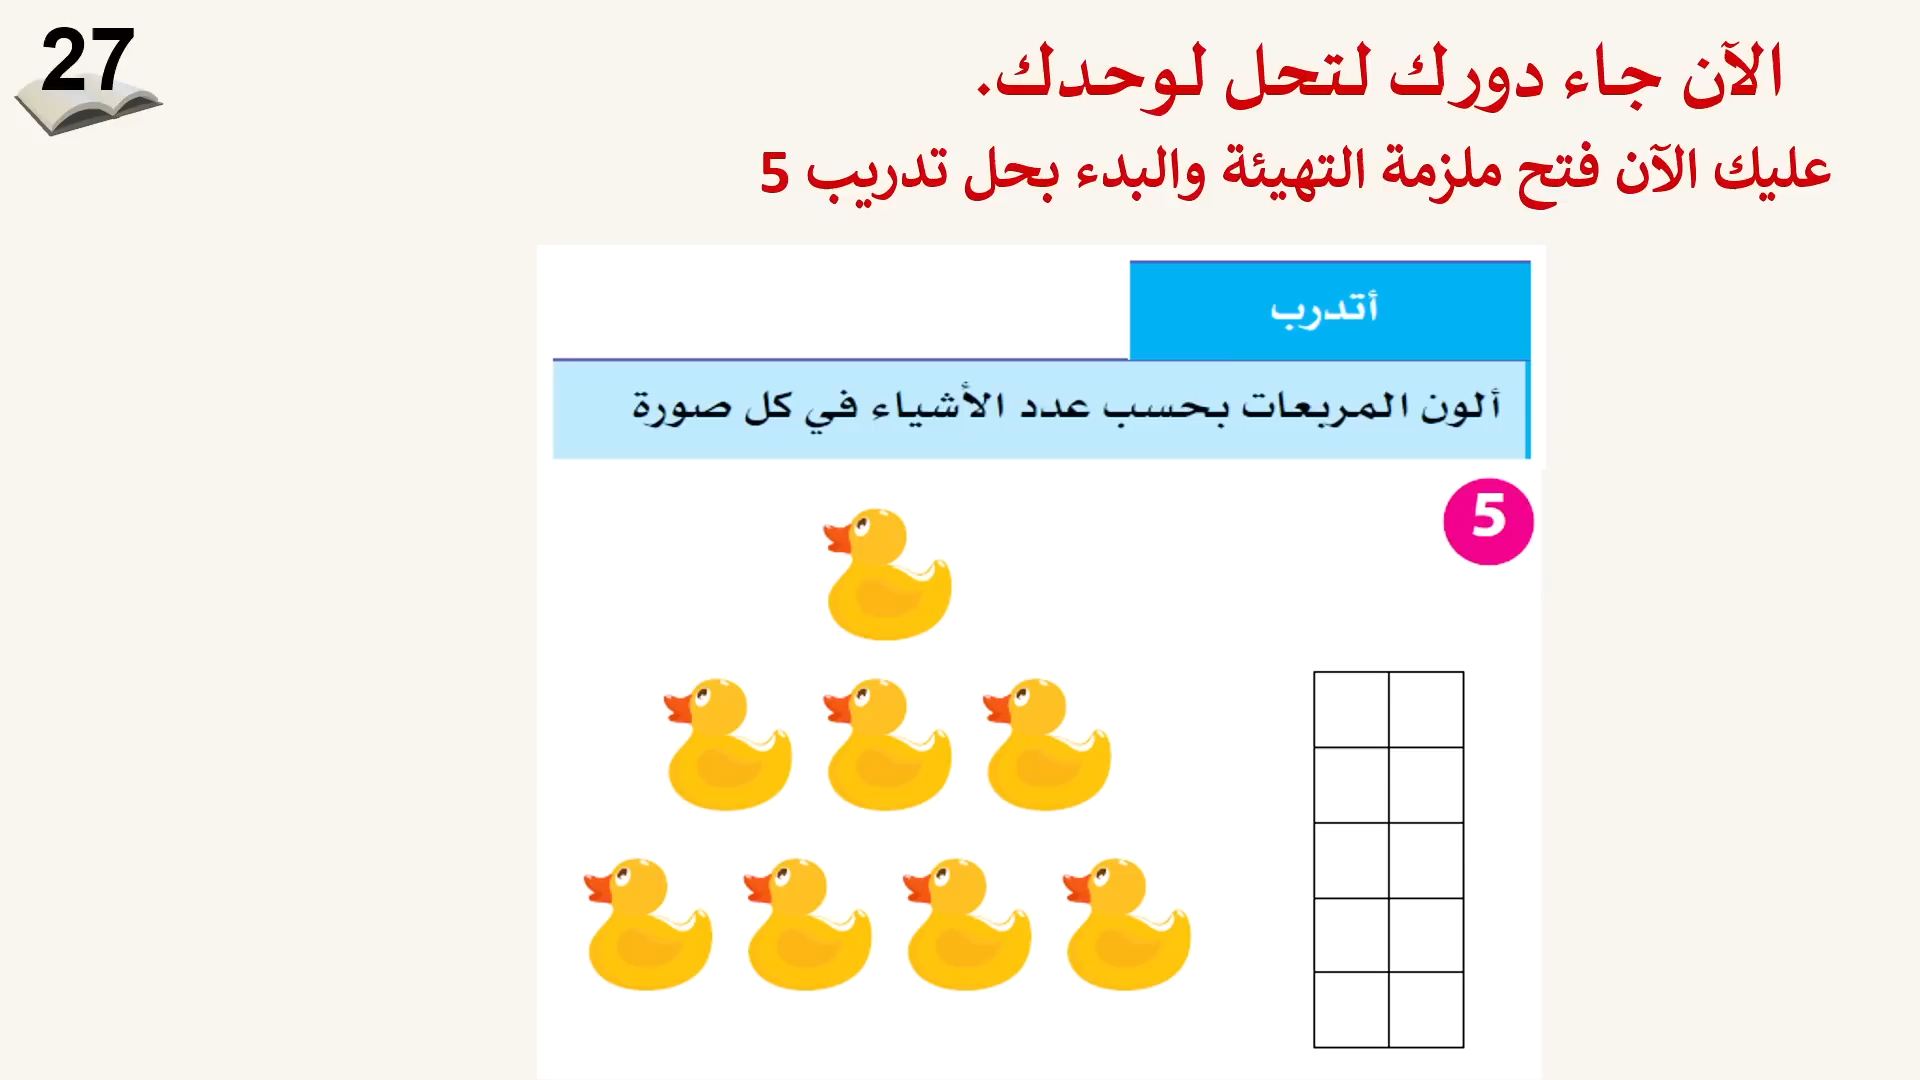 27
الآن جاء دورك لتحل لوحدك.
عليك الآن فتح ملزمة التهيئة والبدء بحل تدريب 5
أتدرب
ألون المربعات بحسب عدد الأشياء في كل صورة
5